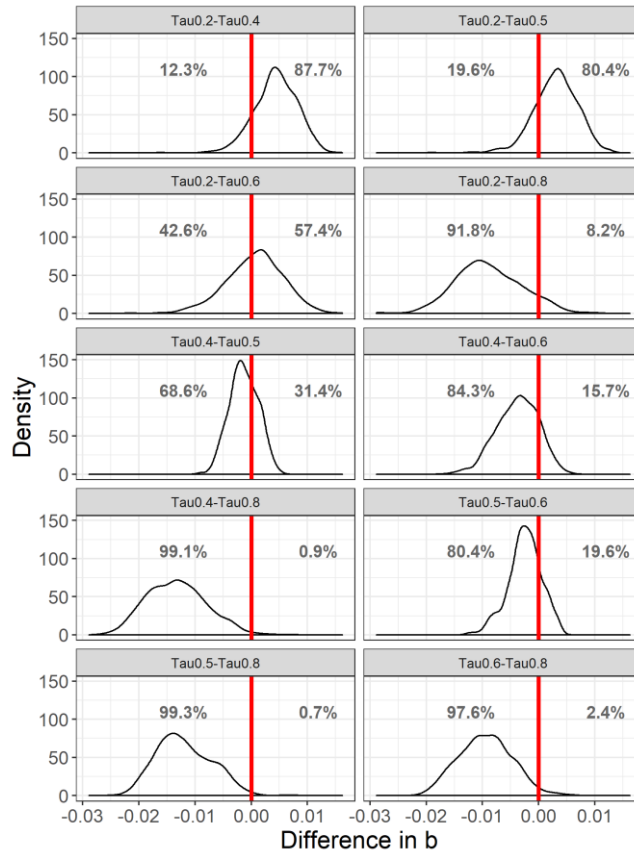 Tau0.2-Tau0.4 Tau0.2-Tau0.5
150
100
50
0
12.3% 87.7% 19.6% 80.4%
Tau0.2-Tau0.6 Tau0.2-Tau0.8
150
100
50
0
42.6% 57.4% 91.8% 8.2%
Tau0.4-Tau0.5 Tau0.4-Tau0.6
150
100
50
0
68.6% 31.4% 84.3% 15.7%
Density
Tau0.4-Tau0.8 Tau0.5-Tau0.6
150
100
50
0
99.1% 0.9% 80.4% 19.6%
Tau0.5-Tau0.8 Tau0.6-Tau0.8
150
100
50
0
99.3% 0.7% 97.6% 2.4%
-0.03 -0.02 -0.01 0.00 0.01 -0.03 -0.02 -0.01 0.00 0.01
Difference in b